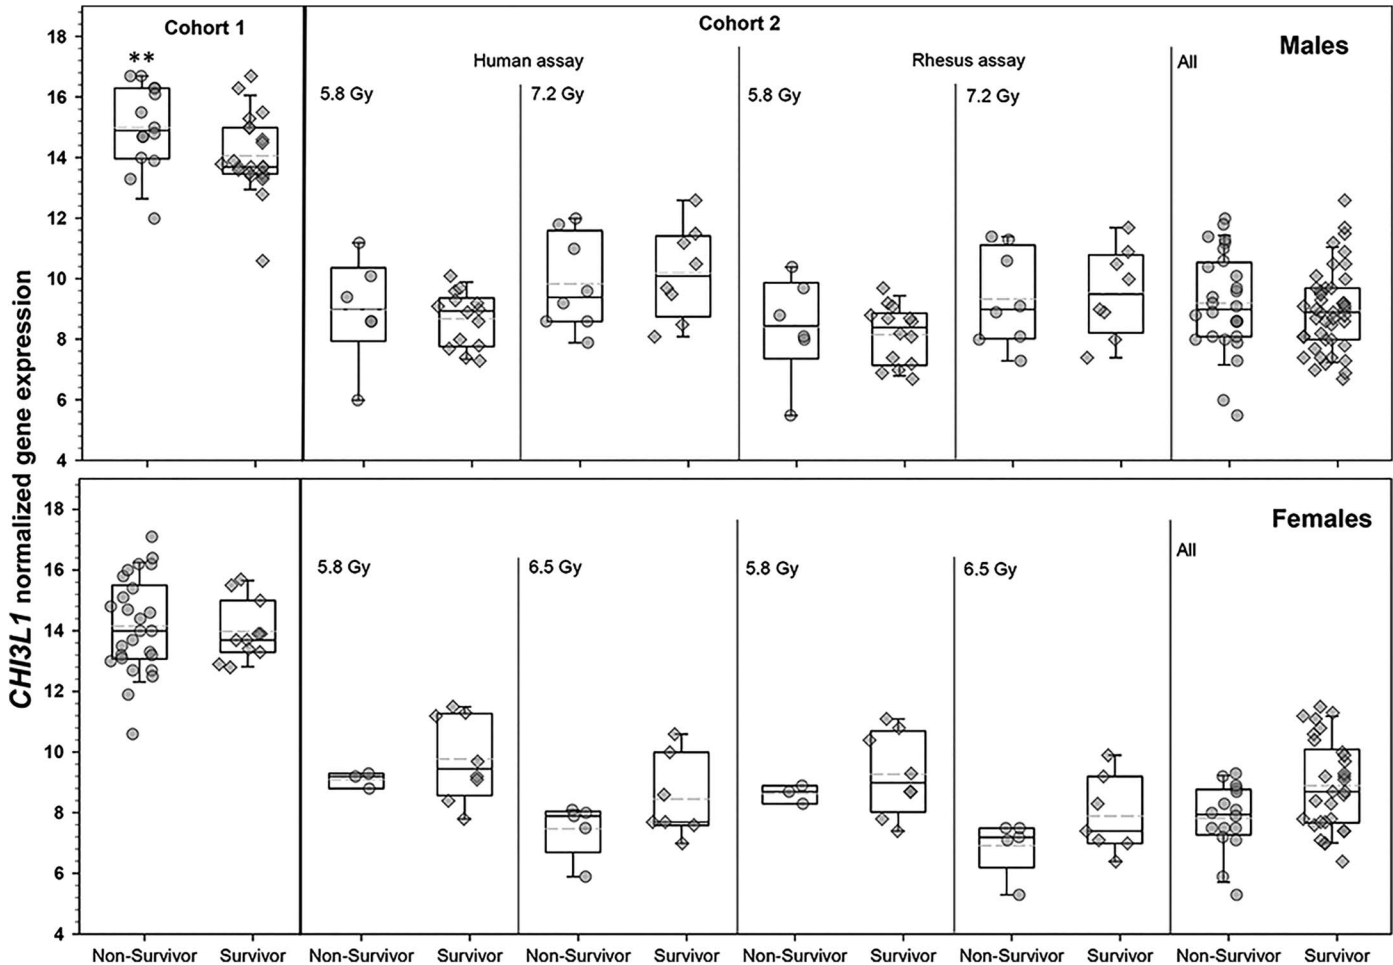 Cohort 1
Cohort 2
Males
**
Human assay
Rhesus assay
All
5.8 Gy
7.2 Gy
5.8 Gy
7.2 Gy
18
16
14
12
10
8
6
4
CHI3L1 normalized gene expression
Females
All
5.8 Gy
6.5 Gy
5.8 Gy
6.5 Gy
18
16
14
12
10
8
6
4
Non-Survivor Survivor Non-Survivor Survivor Non-Survivor Survivor Non-Survivor Survivor Non-Survivor Survivor Non-Survivor Survivor